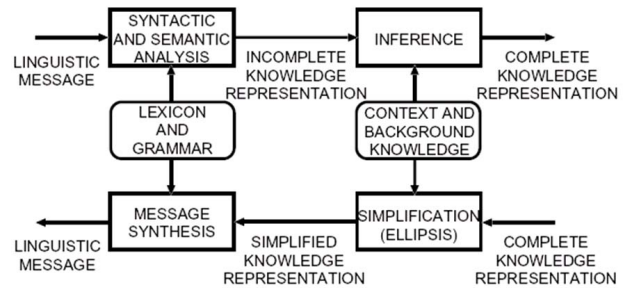 SYNTACTIC
AND SEMANTIC
ANALYSIS
INFERENCE
LINGUISTIC
MESSAGE
INCOMPLETE
KNOWLEDGE
REPRESENTATION
COMPLETE
KNOWLEDGE
REPRESENTATION
LEXICON
AND
GRAMMAR
CONTEXT AND
BACKGROUND
KNOWLEDGE
MESSAGE
SYNTHESIS
SIMPLIFICATION
(ELLIPSIS)
LINGUISTIC
MESSAGE
SIMPLIFIED
KNOWLEDGE
REPRESENTATION
COMPLETE
KNOWLEDGE
REPRESENTATION